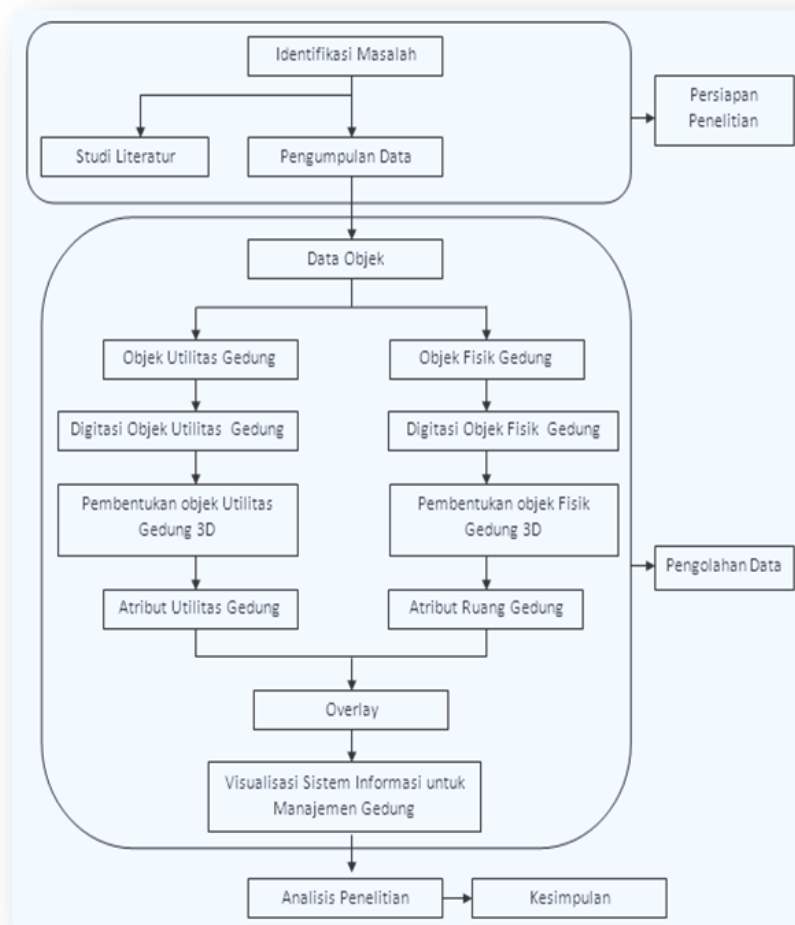 Identifikasi Masalah
Persiapan
Penelitian
Studi Literatur
Pengumpulan Data
Data Objek
Objek Utilitas Gedung
Objek Fisik Gedung
Digitasi Objek Utilitas Gedung
Digitasi Objek Fisik Gedung
Pembentukan objek Utilitas
Gedung 3D
Pembentukan objek Fisik
Gedung 3D
Pengolahan Data
Atribut Utilitas Gedung
Atribut Ruang Gedung
Overlay
Visualisasi Sistem Informasi untuk
Manajemen Gedung
Analisis Penelitian
Kesimpulan